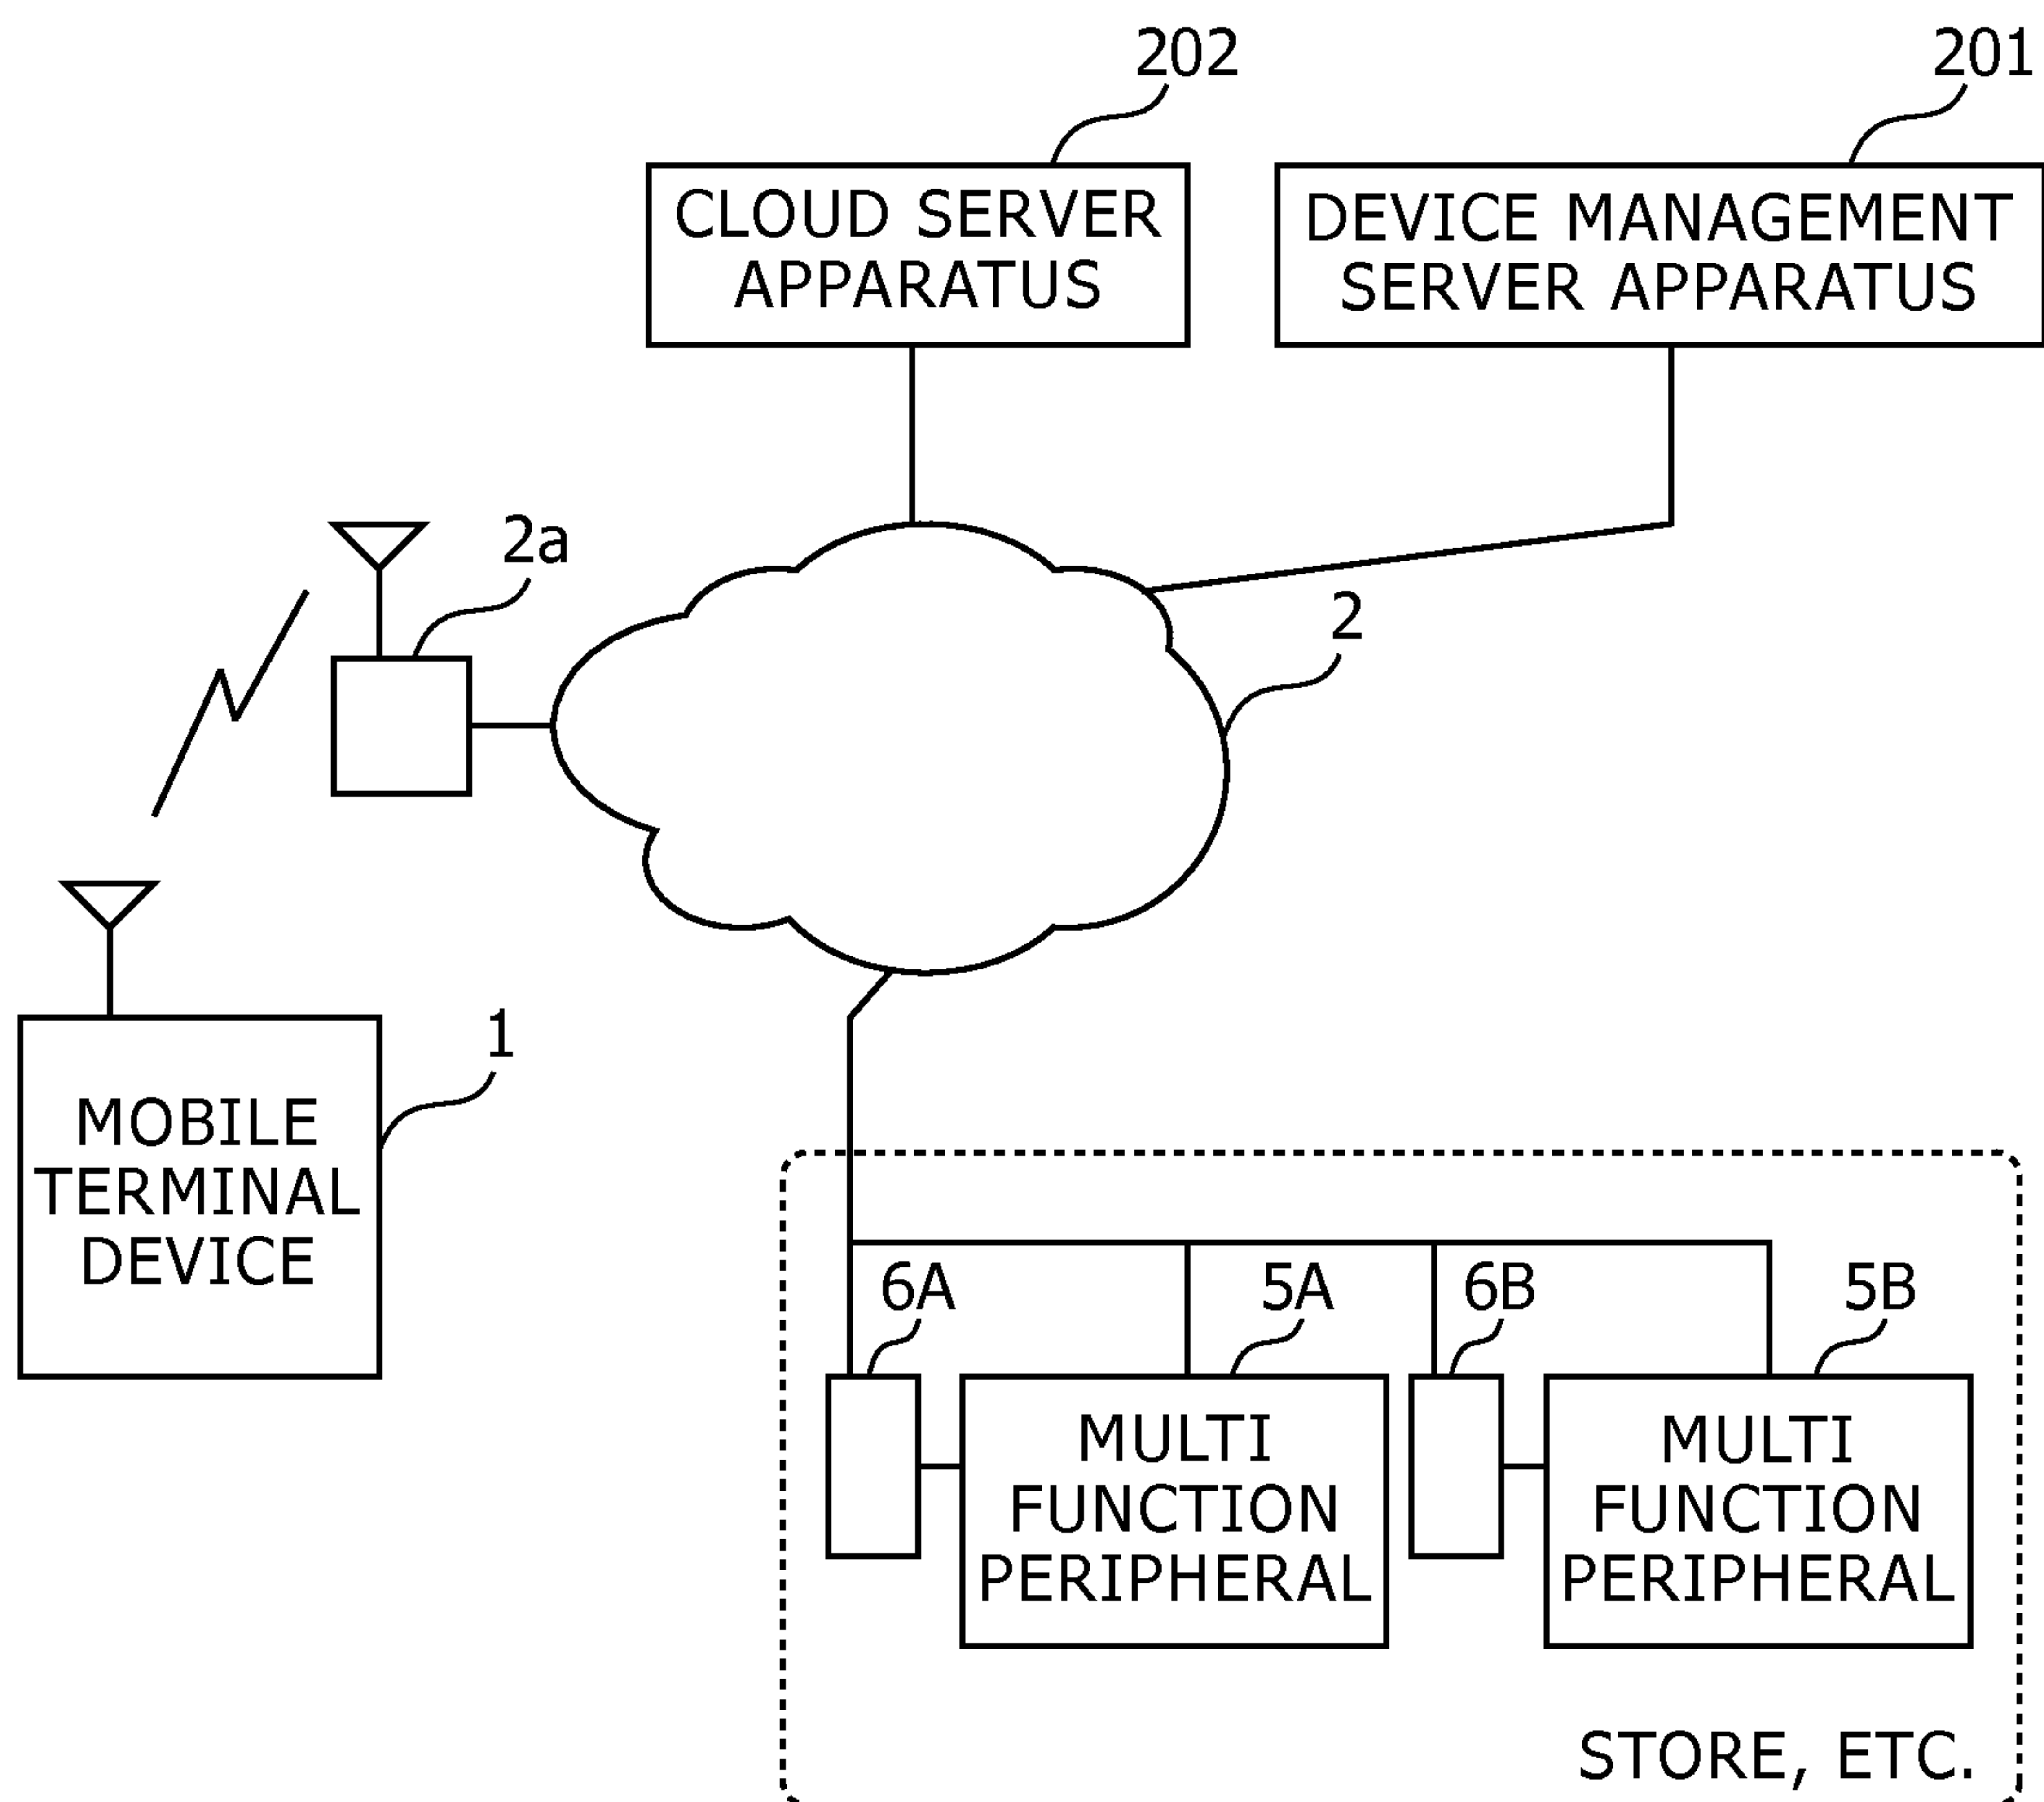 202
201
CLOUD SERVER
APPARATUS
DEVICE MANAGEMENT
SERVER APPARATUS
2a
2
1
MOBILE
TERMINAL
DEVICE
6A
5A
6B
5B
MULTI
FUNCTION
PERIPHERAL
MULTI
FUNCTION
PERIPHERAL
STORE, ETC.